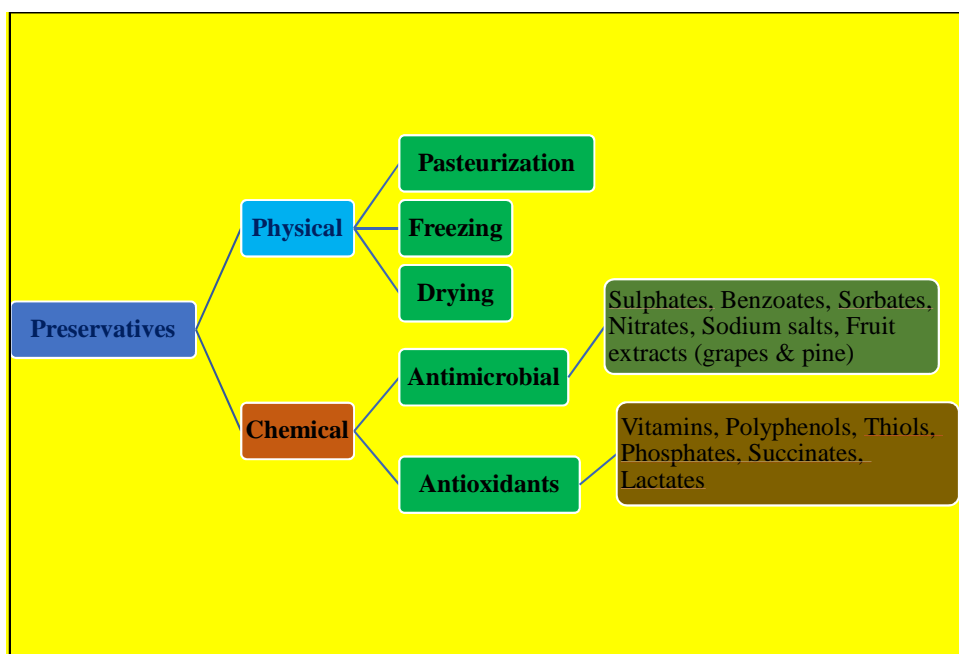 Pasteurization
Physical
Freezing
Drying
Preservatives
Sulphates, Benzoates, Sorbates,
Nitrates, Sodium salts, Fruit
extracts (grapes & pine)
Antimicrobial
Chemical
Vitamins, Polyphenols, Thiols,
Phosphates, Succinates,
Lactates
Antioxidants